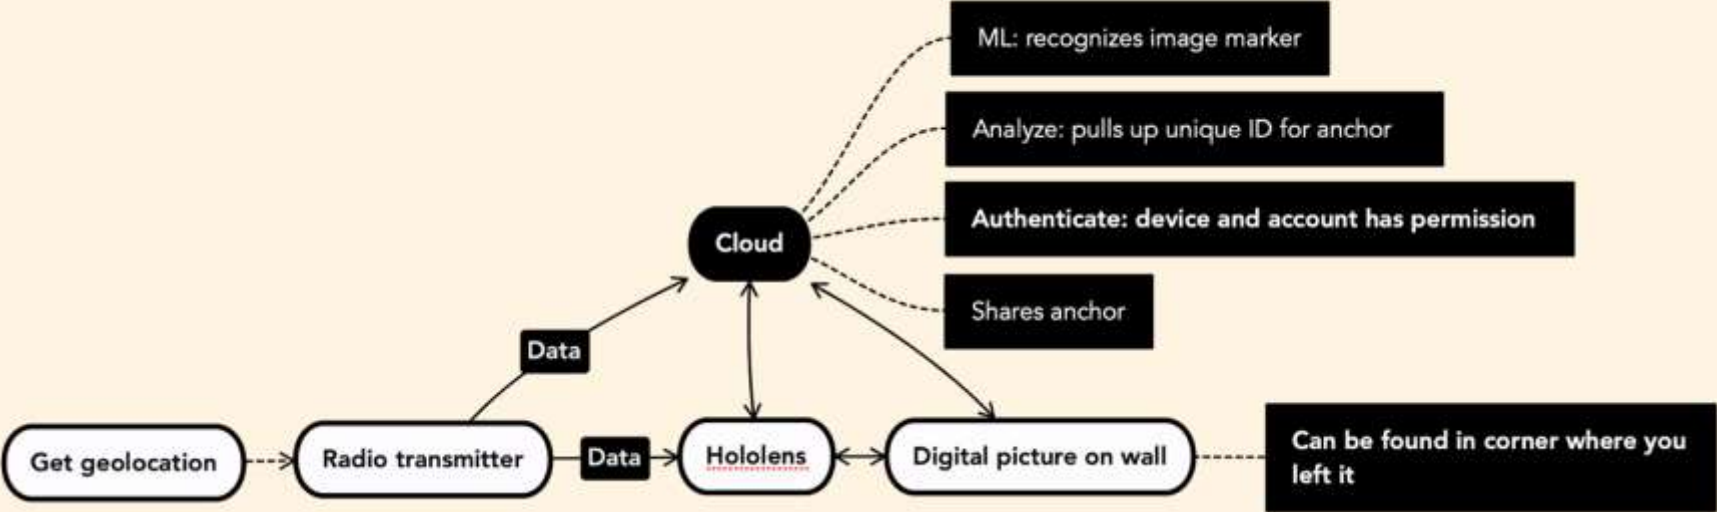 ML: recognizes image marker
Analyze: pulls up unique ID for anchor
Authenticate: device and account has permission
Cloud
Shares anchor
Data
Get geolocation
Radio transmitter
Data
Hololens
Digital picture on wall
Can be found in corner where you
left it